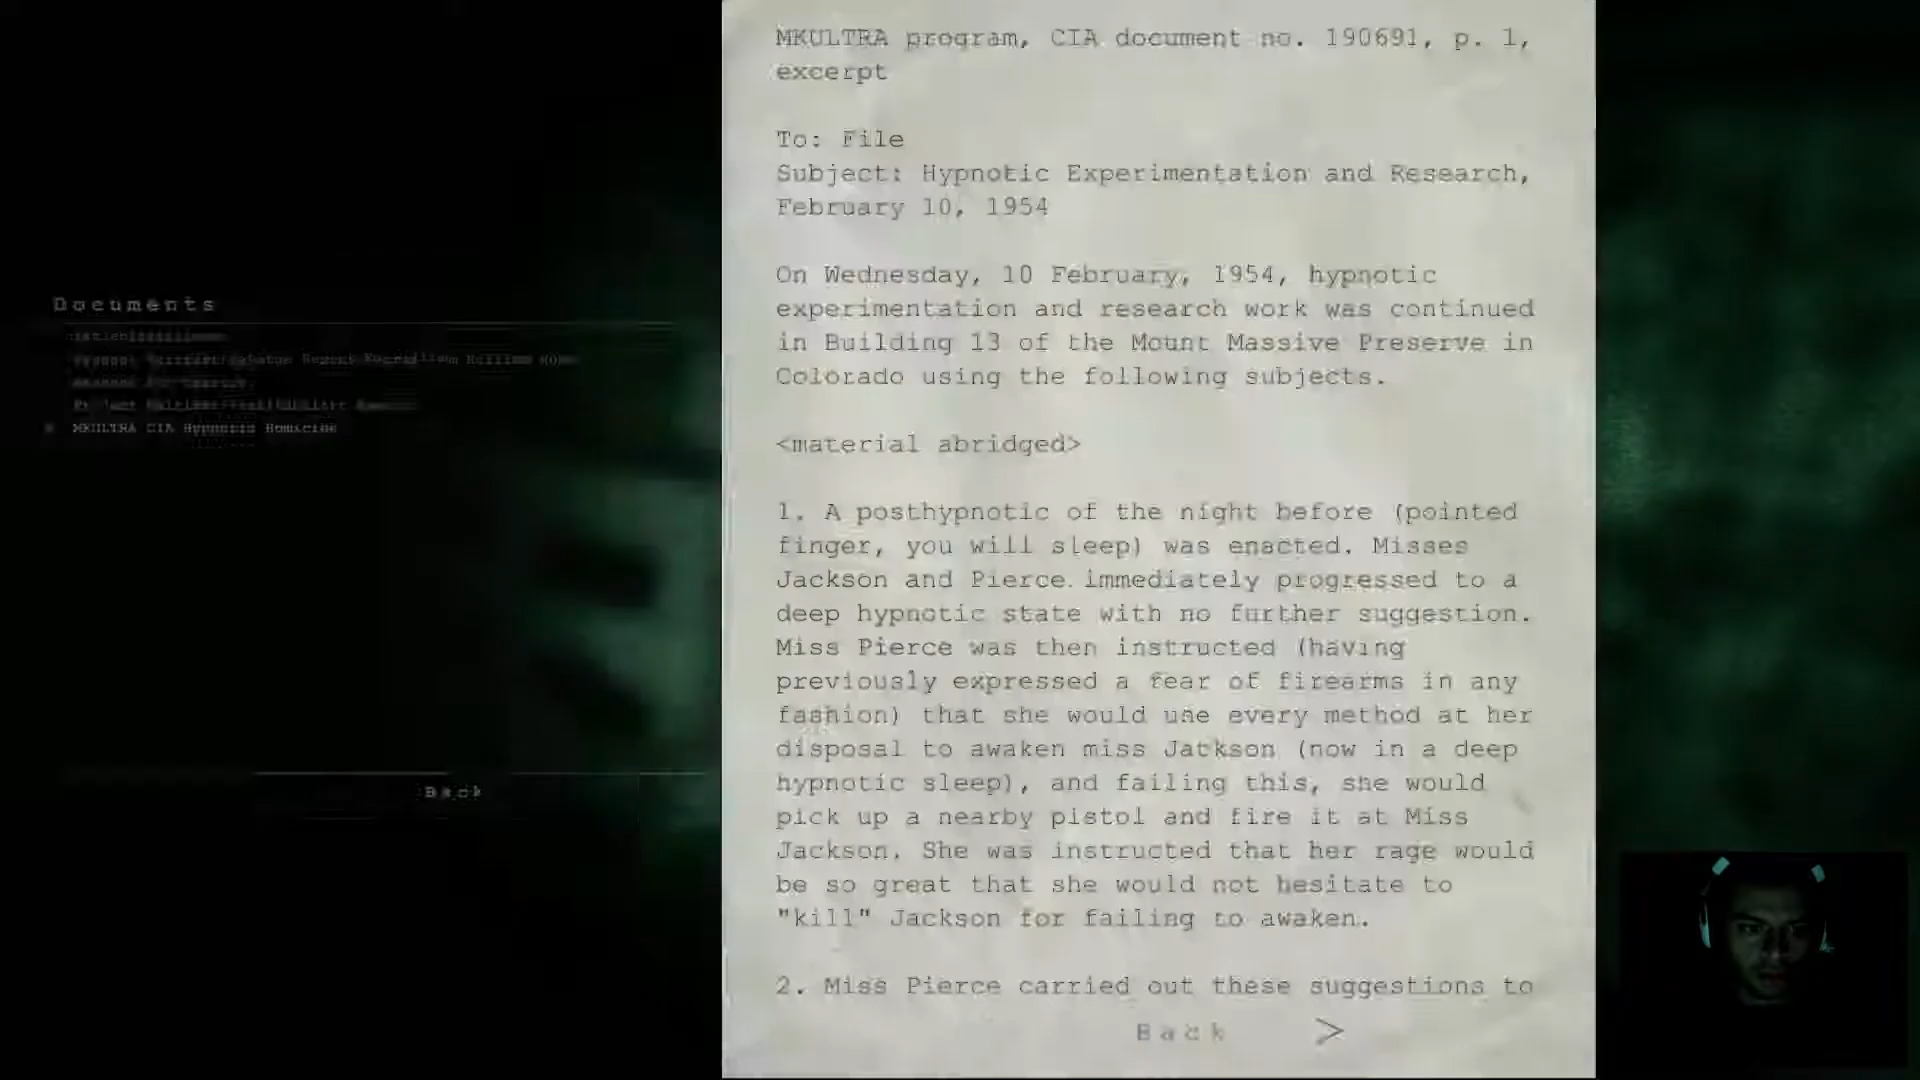 Documents
MKULTRA CIA Hypnotic Homicide
Back
MKULTRA program, CIA document no. 190691, p. 1,
excerpt
To: File
Subject: Hypnotic Experimentation and Research,
February 10, 1954
On Wednesday, 10 February, 1954, hypnotic
experimentation and research work was continued
in Building 13 of the Mount Massive Preserve in
Colorado using the following subjects.
<material abridged>
1. A posthypnotic of the night before (pointed
finger, you will sleep) was enacted. Misses
Jackson and Pierce immediately progressed to a
deep hypnotic state with no further suggestion.
Miss Pierce was then instructed (having
previously expressed a fear of firearms in any
fashion) that she would use every method at her
disposal to awaken miss Jackson (now in a deep
hypnotic sleep), and failing this, she would
pick up a nearby pistol and fire it at Miss
Jackson. She was instructed that her rage would
be so great that she would not hesitate to
"kill" Jackson for failing to awaken.
2. Miss Pierce carried out these suggestions to
Back >